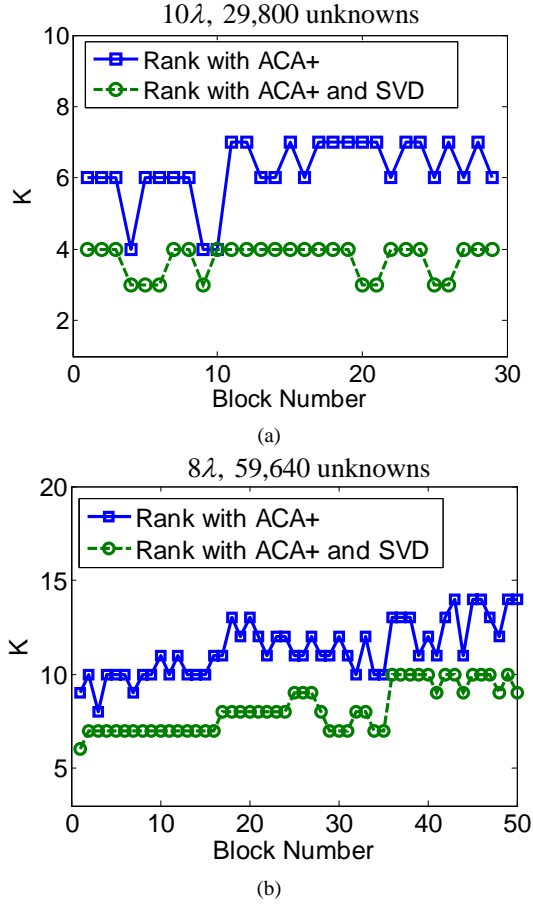 10λ, 29,800 unknowns
10
8
6
4
2
K
Rank with ACA+
Rank with ACA+ and SVD
0 10 20 30
Block Number
(a)
8λ, 59,640 unknowns
20
15
10
5
K
Rank with ACA+
Rank with ACA+ and SVD
0 10 20 30 40 50
Block Number
(b)